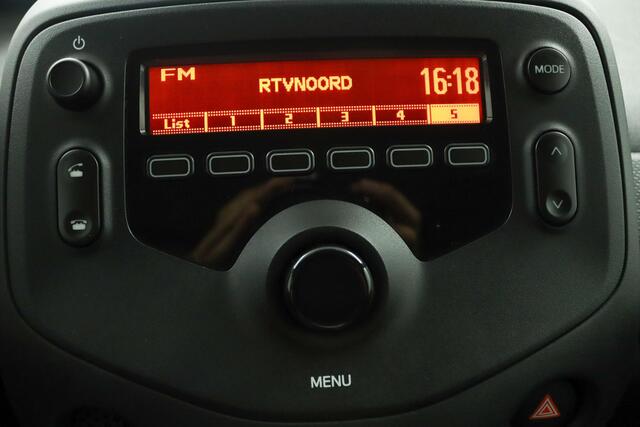 FM RTVNOORD 16:18
List 1 2 3 4 5
MODE
MENU